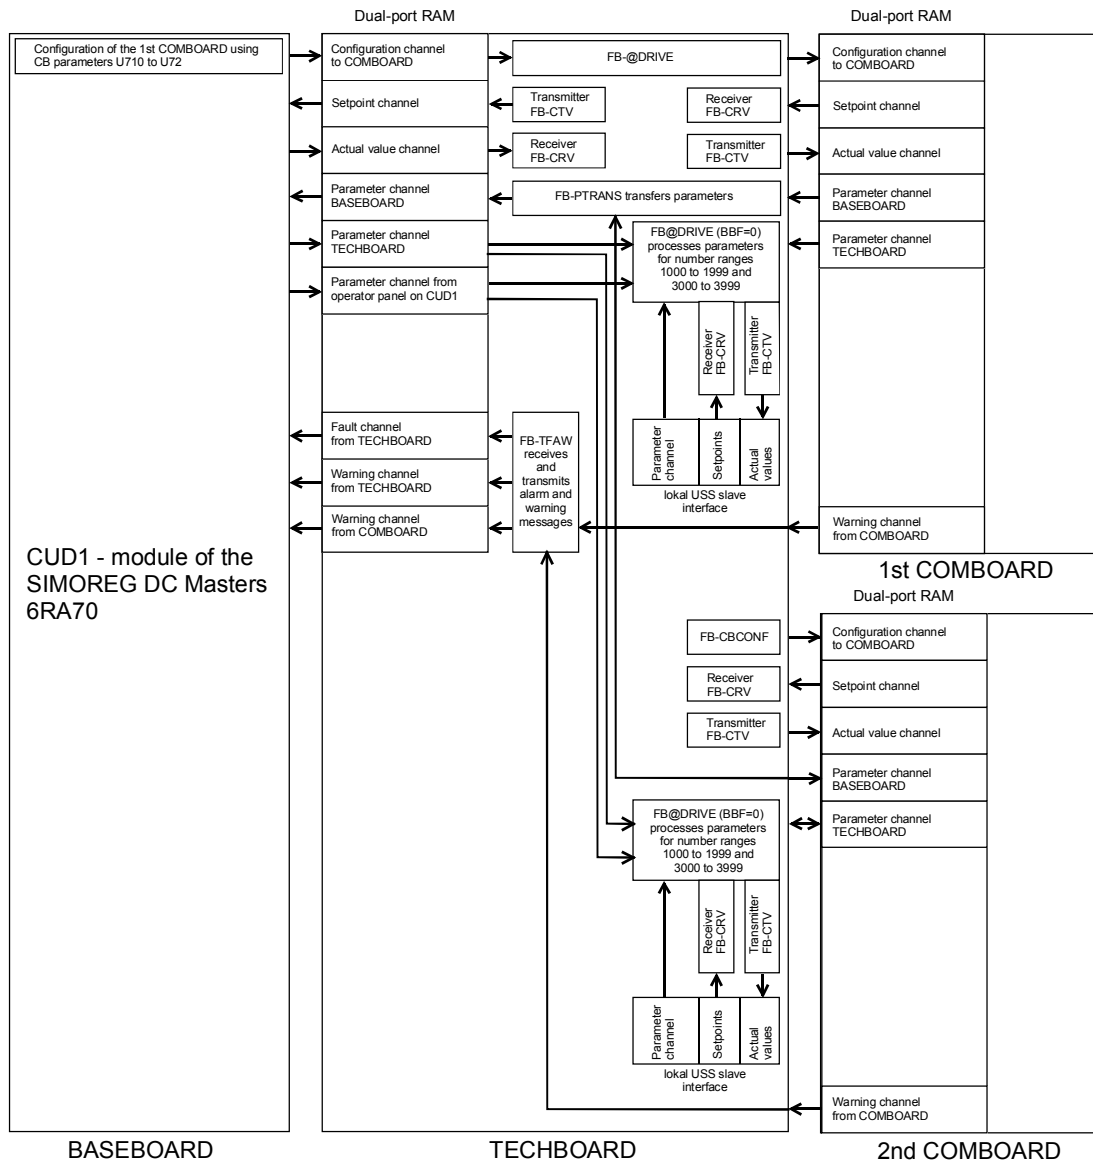 Dual-port RAM
Dual-port RAM
Configuration of the 1st COMBOARD using
CB parameters U710 to U72
Configuration channel
to COMBOARD
FB-@DRIVE
Configuration channel
to COMBOARD
Setpoint channel
Transmitter
FB-CTV
Receiver
FB-CRV
Setpoint channel
Actual value channel
Receiver
FB-CRV
Transmitter
FB-CTV
Actual value channel
Parameter channel
BASEBOARD
FB-PTRANS transfers parameters
Parameter channel
BASEBOARD
Parameter channel
TECHBOARD
FB@DRIVE (BBF=0)
processes parameters
for number ranges
1000 to 1999 and
3000 to 3999
Parameter channel
TECHBOARD
Parameter channel from
operator panel on CUD1
Receiver
FB-CRV
Transmitter
FB-CTV
Fault channel
from TECHBOARD
Warning channel
from TECHBOARD
Warning channel
from COMBOARD
FB-TFAW
receives
and
transmits
alarm and
warning
messages
Parameter
channel
Setpoints
Actual
values
lokal USS slave
interface
Warning channel
from COMBOARD
CUD1 - module of the
SIMOREG DC Masters
6RA70
1st COMBOARD
Dual-port RAM
FB-CBCONF
Configuration channel
to COMBOARD
Receiver
FB-CRV
Setpoint channel
Transmitter
FB-CTV
Actual value channel
Parameter channel
BASEBOARD
FB@DRIVE (BBF=0)
processes parameters
for number ranges
1000 to 1999 and
3000 to 3999
Parameter channel
TECHBOARD
Receiver
FB-CRV
Transmitter
FB-CTV
Parameter
channel
Setpoints
Actual
values
lokal USS slave
interface
Warning channel
from COMBOARD
BASEBOARD
TECHBOARD
2nd COMBOARD